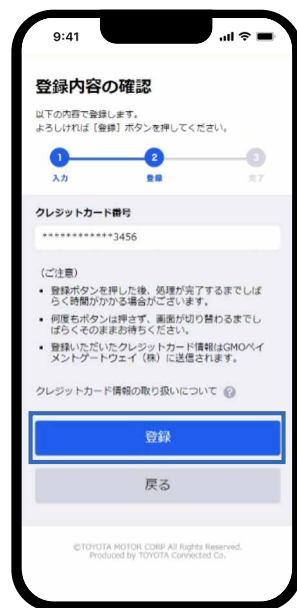 9:41
登録内容の確認
以下の内容で登録します。
よろしければ［登録］ボタンを押してください。
1 2 3
入力 登録 完了
クレジットカード番号
************3456
（ご注意）
• 登録ボタンを押した後、処理が完了するまでしば
らく時間がかかる場合がございます。
• 何度もボタンは押さず、画面が切り替わるまでし
ばらくそのままお待ちください。
• 登録いただいたクレジットカード情報はGMOペイ
メントゲートウェイ（株）に送信されます。
クレジットカード情報の取り扱いについて ?
登録
戻る
©TOYOTA MOTOR CORP All Rights Reserved.
Produced by TOYOTA Connected Co.